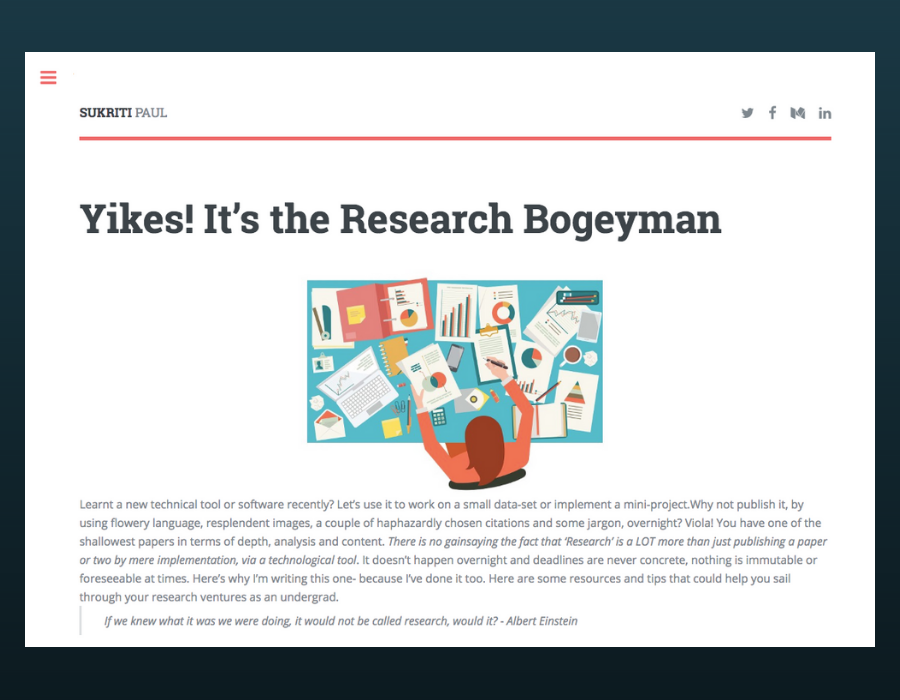 SUKRITI PAUL
Yikes! It’s the Research Bogeyman
Learnt a new technical tool or software recently? Let’s use it to work on a small data-set or implement a mini-project.Why not publish it, by
using flowery language, resplendent images, a couple of haphazardly chosen citations and some jargon, overnight? Viola! You have one of the
shallowest papers in terms of depth, analysis and content. There is no gainsaying the fact that ‘Research’ is a LOT more than just publishing a paper
or two by mere implementation, via a technological tool. It doesn’t happen overnight and deadlines are never concrete, nothing is immutable or
foreseeable at times. Here’s why I’m writing this one- because I’ve done it too. Here are some resources and tips that could help you sail
through your research ventures as an undergrad.
If we knew what it was we were doing, it would not be called research, would it? - Albert Einstein